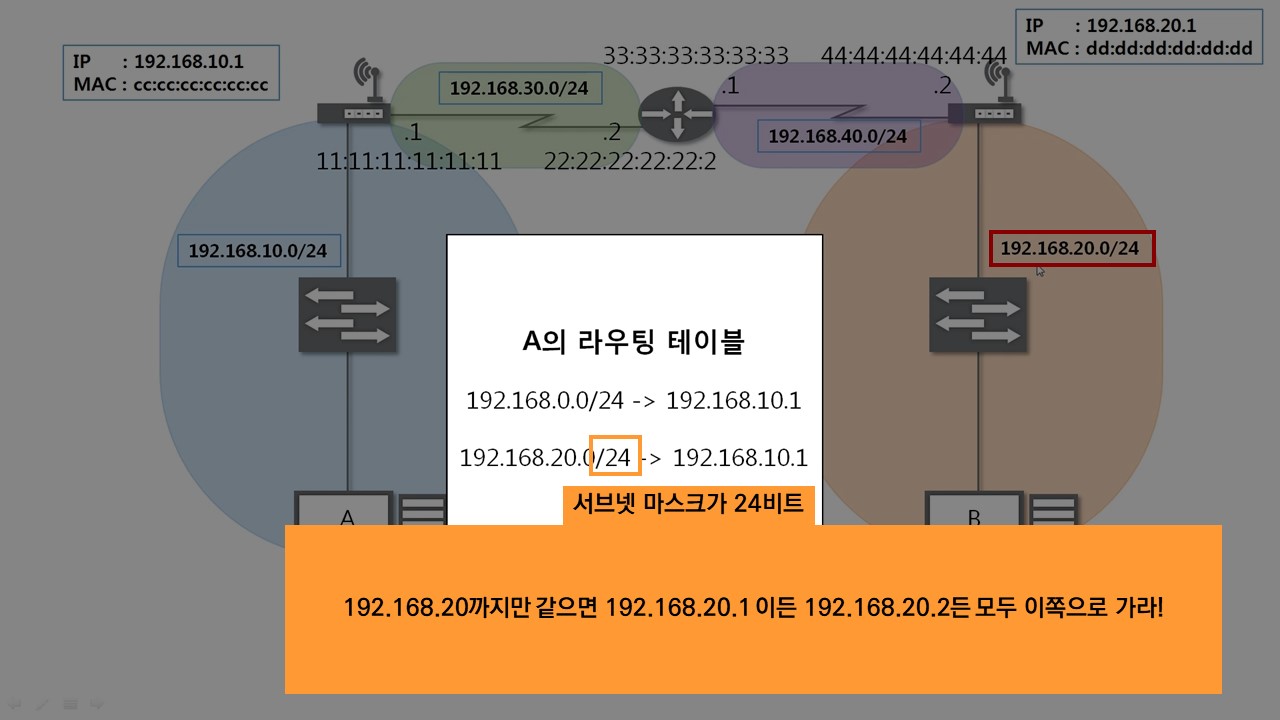 IP : 192.168.10.1
MAC : cc:cc:cc:cc:cc:cc
33:33:33:33:33:33
44:44:44:44:44:44
IP : 192.168.20.1
MAC : dd:dd:dd:dd:dd:dd
192.168.30.0/24
.1
.2
.1
.2
192.168.40.0/24
11:11:11:11:11:11
22:22:22:22:22:2
192.168.10.0/24
192.168.20.0/24
A의 라우팅 테이블
192.168.0.0/24 -> 192.168.10.1
192.168.20.0/24 -> 192.168.10.1
서브넷 마스크가 24비트
A
B
192.168.20까지만 같으면 192.168.20.1이든 192.168.20.2든 모두 이쪽으로 가라!